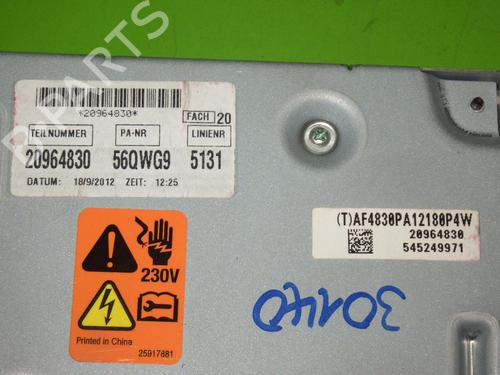 *20964830*
FACH 20
TEILNUMMER PA-NR LINIENR
20964830 56QWG9 5131
DATUM: 18/9/2012 ZEIT: 12:25
230V
Printed in China
25917881
(T)AF4830PA12180P4W
20964830
545249971
30140
BPARTS